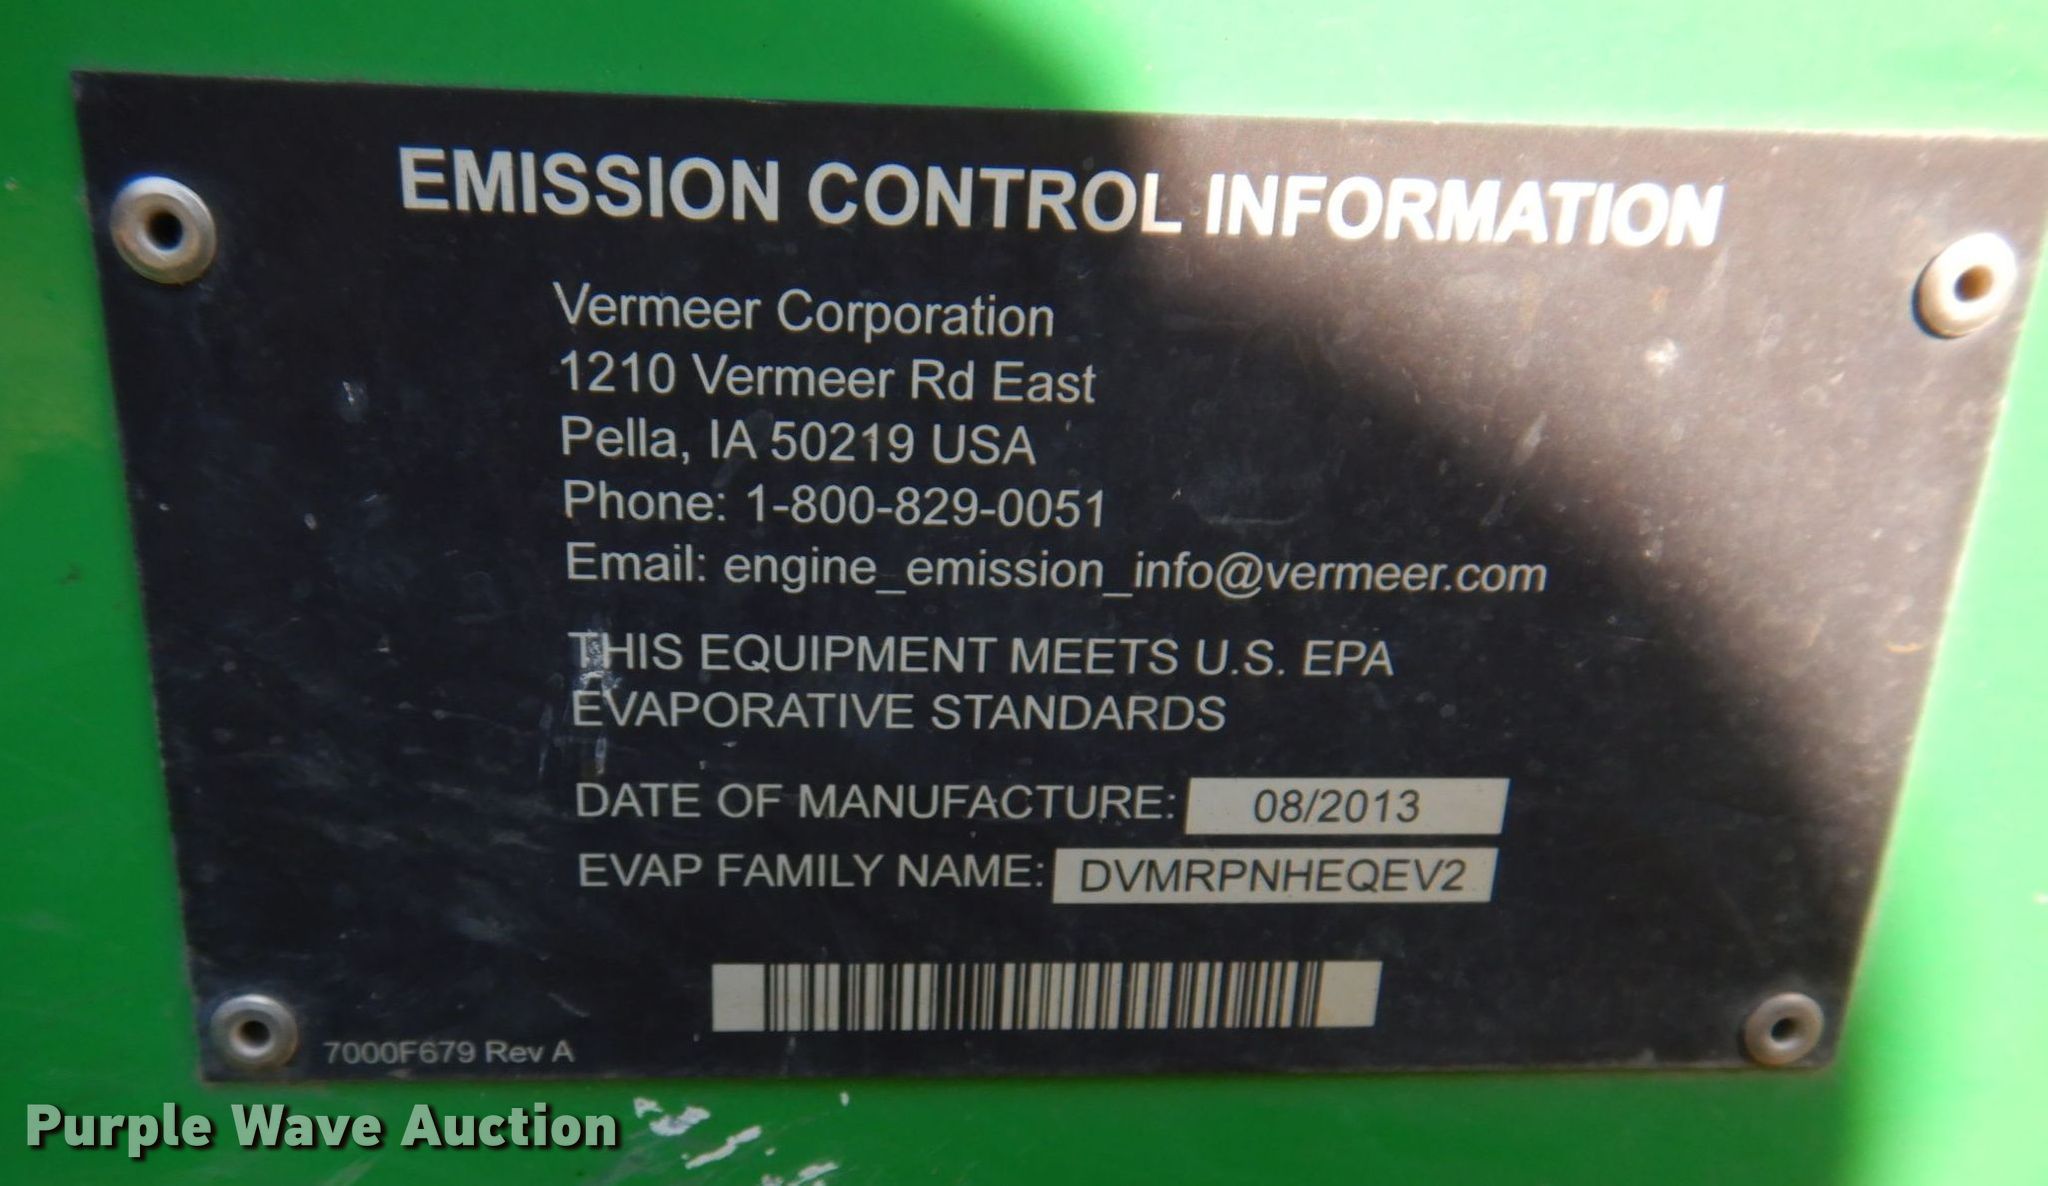 EMISSION CONTROL INFORMATION
Vermeer Corporation
1210 Vermeer Rd East
Pella, IA 50219 USA
Phone: 1-800-829-0051
Email: engine_emission_info@vermeer.com
THIS EQUIPMENT MEETS U.S. EPA
EVAPORATIVE STANDARDS
DATE OF MANUFACTURE: 08/2013
EVAP FAMILY NAME: DVMRPNHEQEV2
7000F679 Rev A
Purple Wave Auction